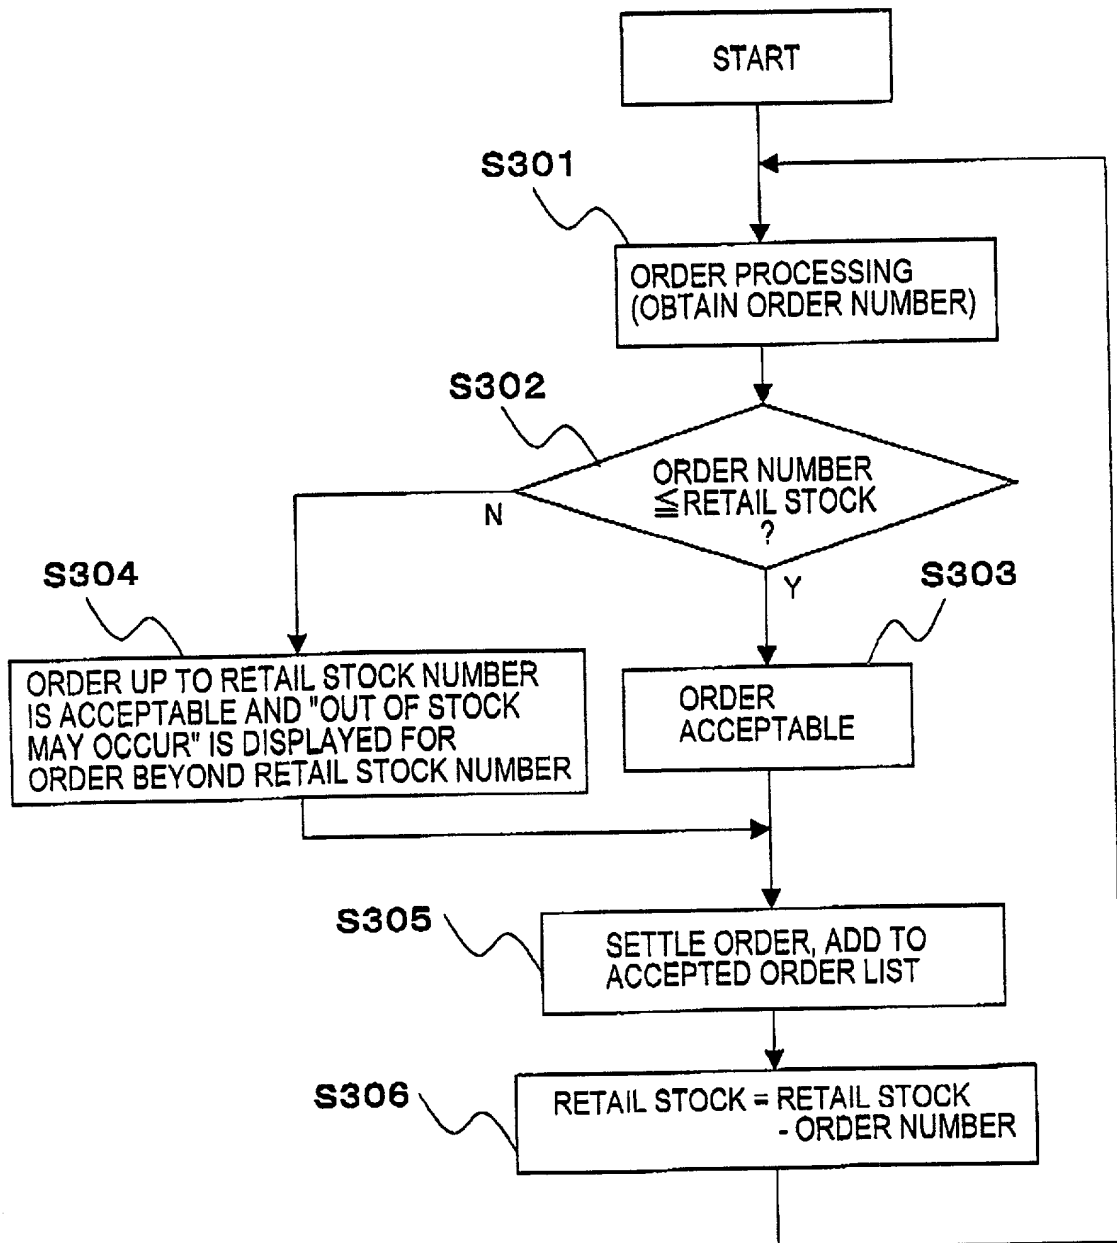 START
S301
ORDER PROCESSING
(OBTAIN ORDER NUMBER)
S302
ORDER NUMBER
≦RETAIL STOCK
?
N
Y
S304
S303
ORDER UP TO RETAIL STOCK NUMBER
IS ACCEPTABLE AND "OUT OF STOCK
MAY OCCUR" IS DISPLAYED FOR
ORDER BEYOND RETAIL STOCK NUMBER
ORDER
ACCEPTABLE
S305
SETTLE ORDER, ADD TO
ACCEPTED ORDER LIST
S306
RETAIL STOCK = RETAIL STOCK
- ORDER NUMBER